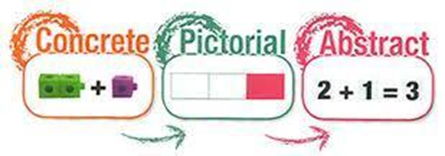 Concrete
Pictorial
Abstract
+
2 + 1 = 3